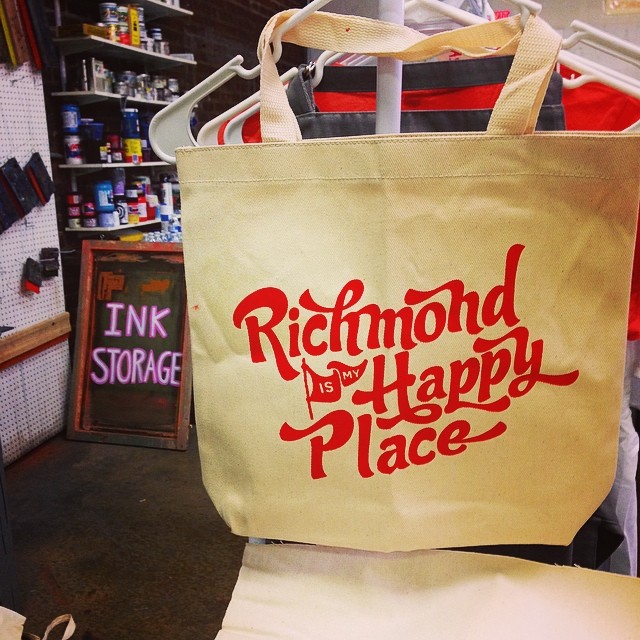 INK
STORAGE
Richmond
IS MY Happy
Place